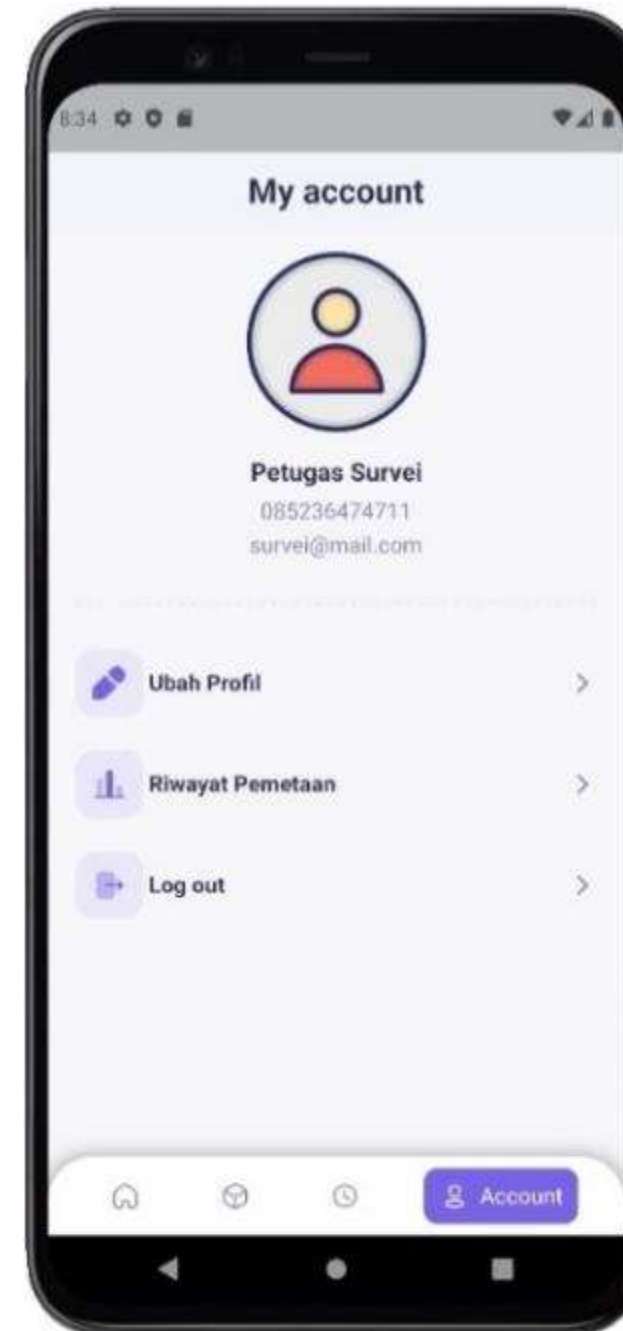 8:34
My account
Petugas Survei
085236474711
survei@mail.com
Ubah Profil
Riwayat Pemetaan
Log out
Account